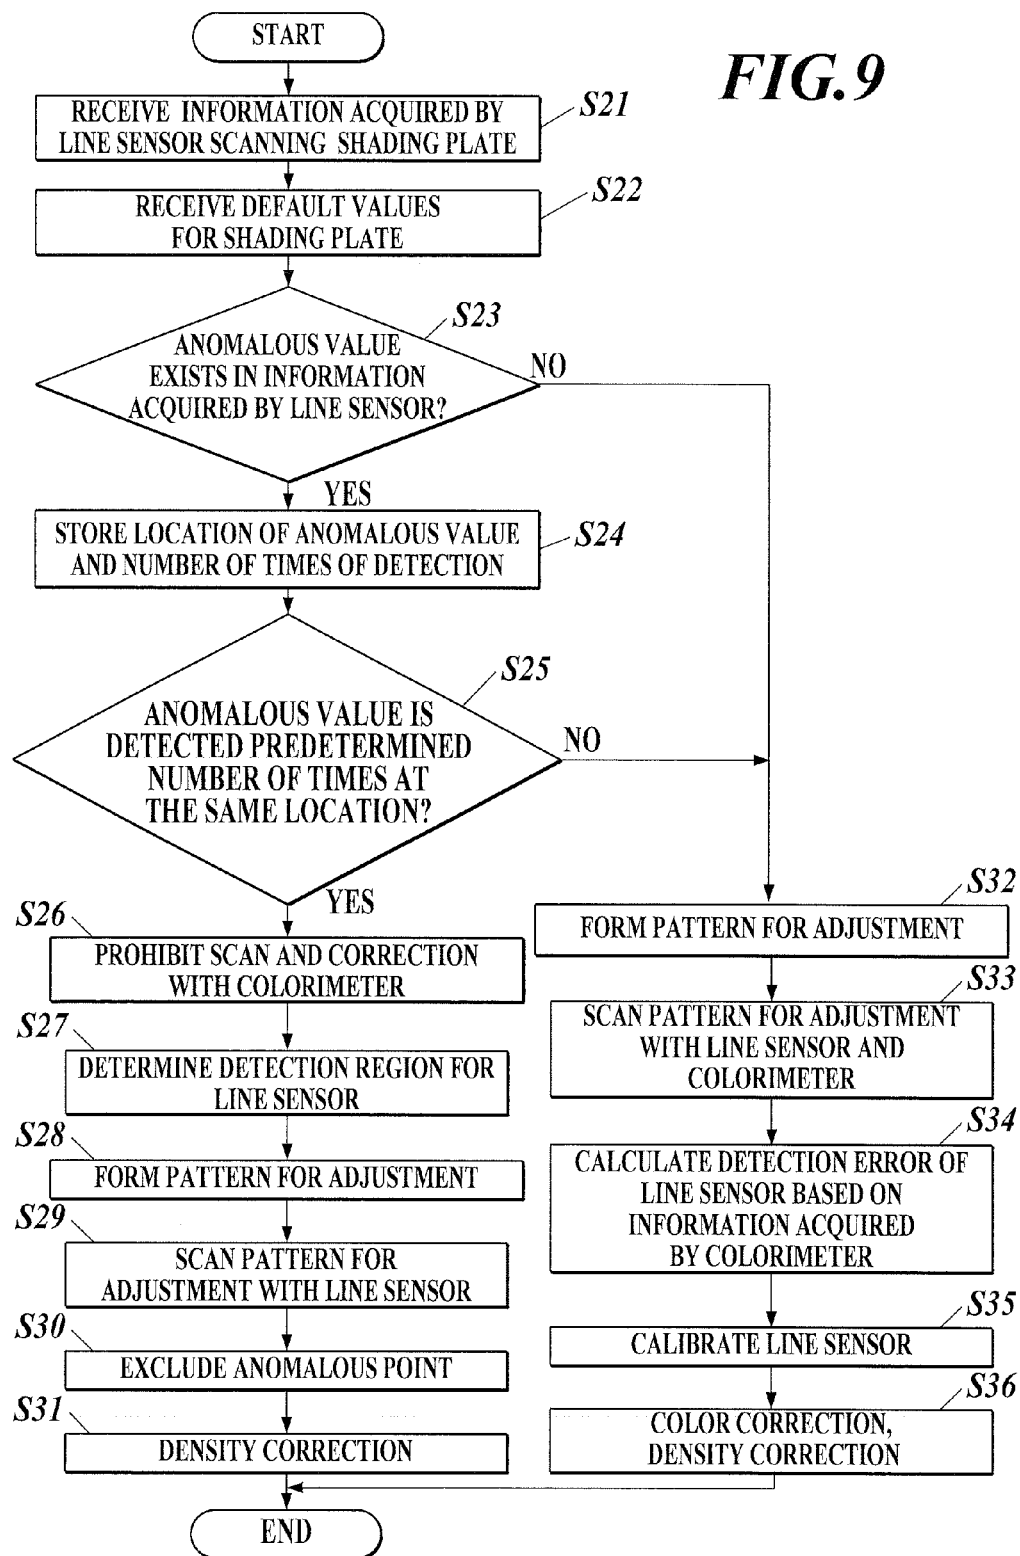 START
FIG.9
RECEIVE INFORMATION ACQUIRED BY
LINE SENSOR SCANNING SHADING PLATE
S21
RECEIVE DEFAULT VALUES
FOR SHADING PLATE
S22
S23
ANOMALOUS VALUE
EXISTS IN INFORMATION
ACQUIRED BY LINE SENSOR?
NO
YES
STORE LOCATION OF ANOMALOUS VALUE
AND NUMBER OF TIMES OF DETECTION
S24
S25
ANOMALOUS VALUE IS
DETECTED PREDETERMINED
NUMBER OF TIMES AT
THE SAME LOCATION?
NO
YES
S26
PROHIBIT SCAN AND CORRECTION
WITH COLORIMETER
S27
DETERMINE DETECTION REGION FOR
LINE SENSOR
S28
FORM PATTERN FOR ADJUSTMENT
S29
SCAN PATTERN FOR
ADJUSTMENT WITH LINE SENSOR
S30
EXCLUDE ANOMALOUS POINT
S31
DENSITY CORRECTION
S32
FORM PATTERN FOR ADJUSTMENT
S33
SCAN PATTERN FOR ADJUSTMENT
WITH LINE SENSOR AND
COLORIMETER
S34
CALCULATE DETECTION ERROR OF
LINE SENSOR BASED ON
INFORMATION ACQUIRED
BY COLORIMETER
S35
CALIBRATE LINE SENSOR
S36
COLOR CORRECTION,
DENSITY CORRECTION
END